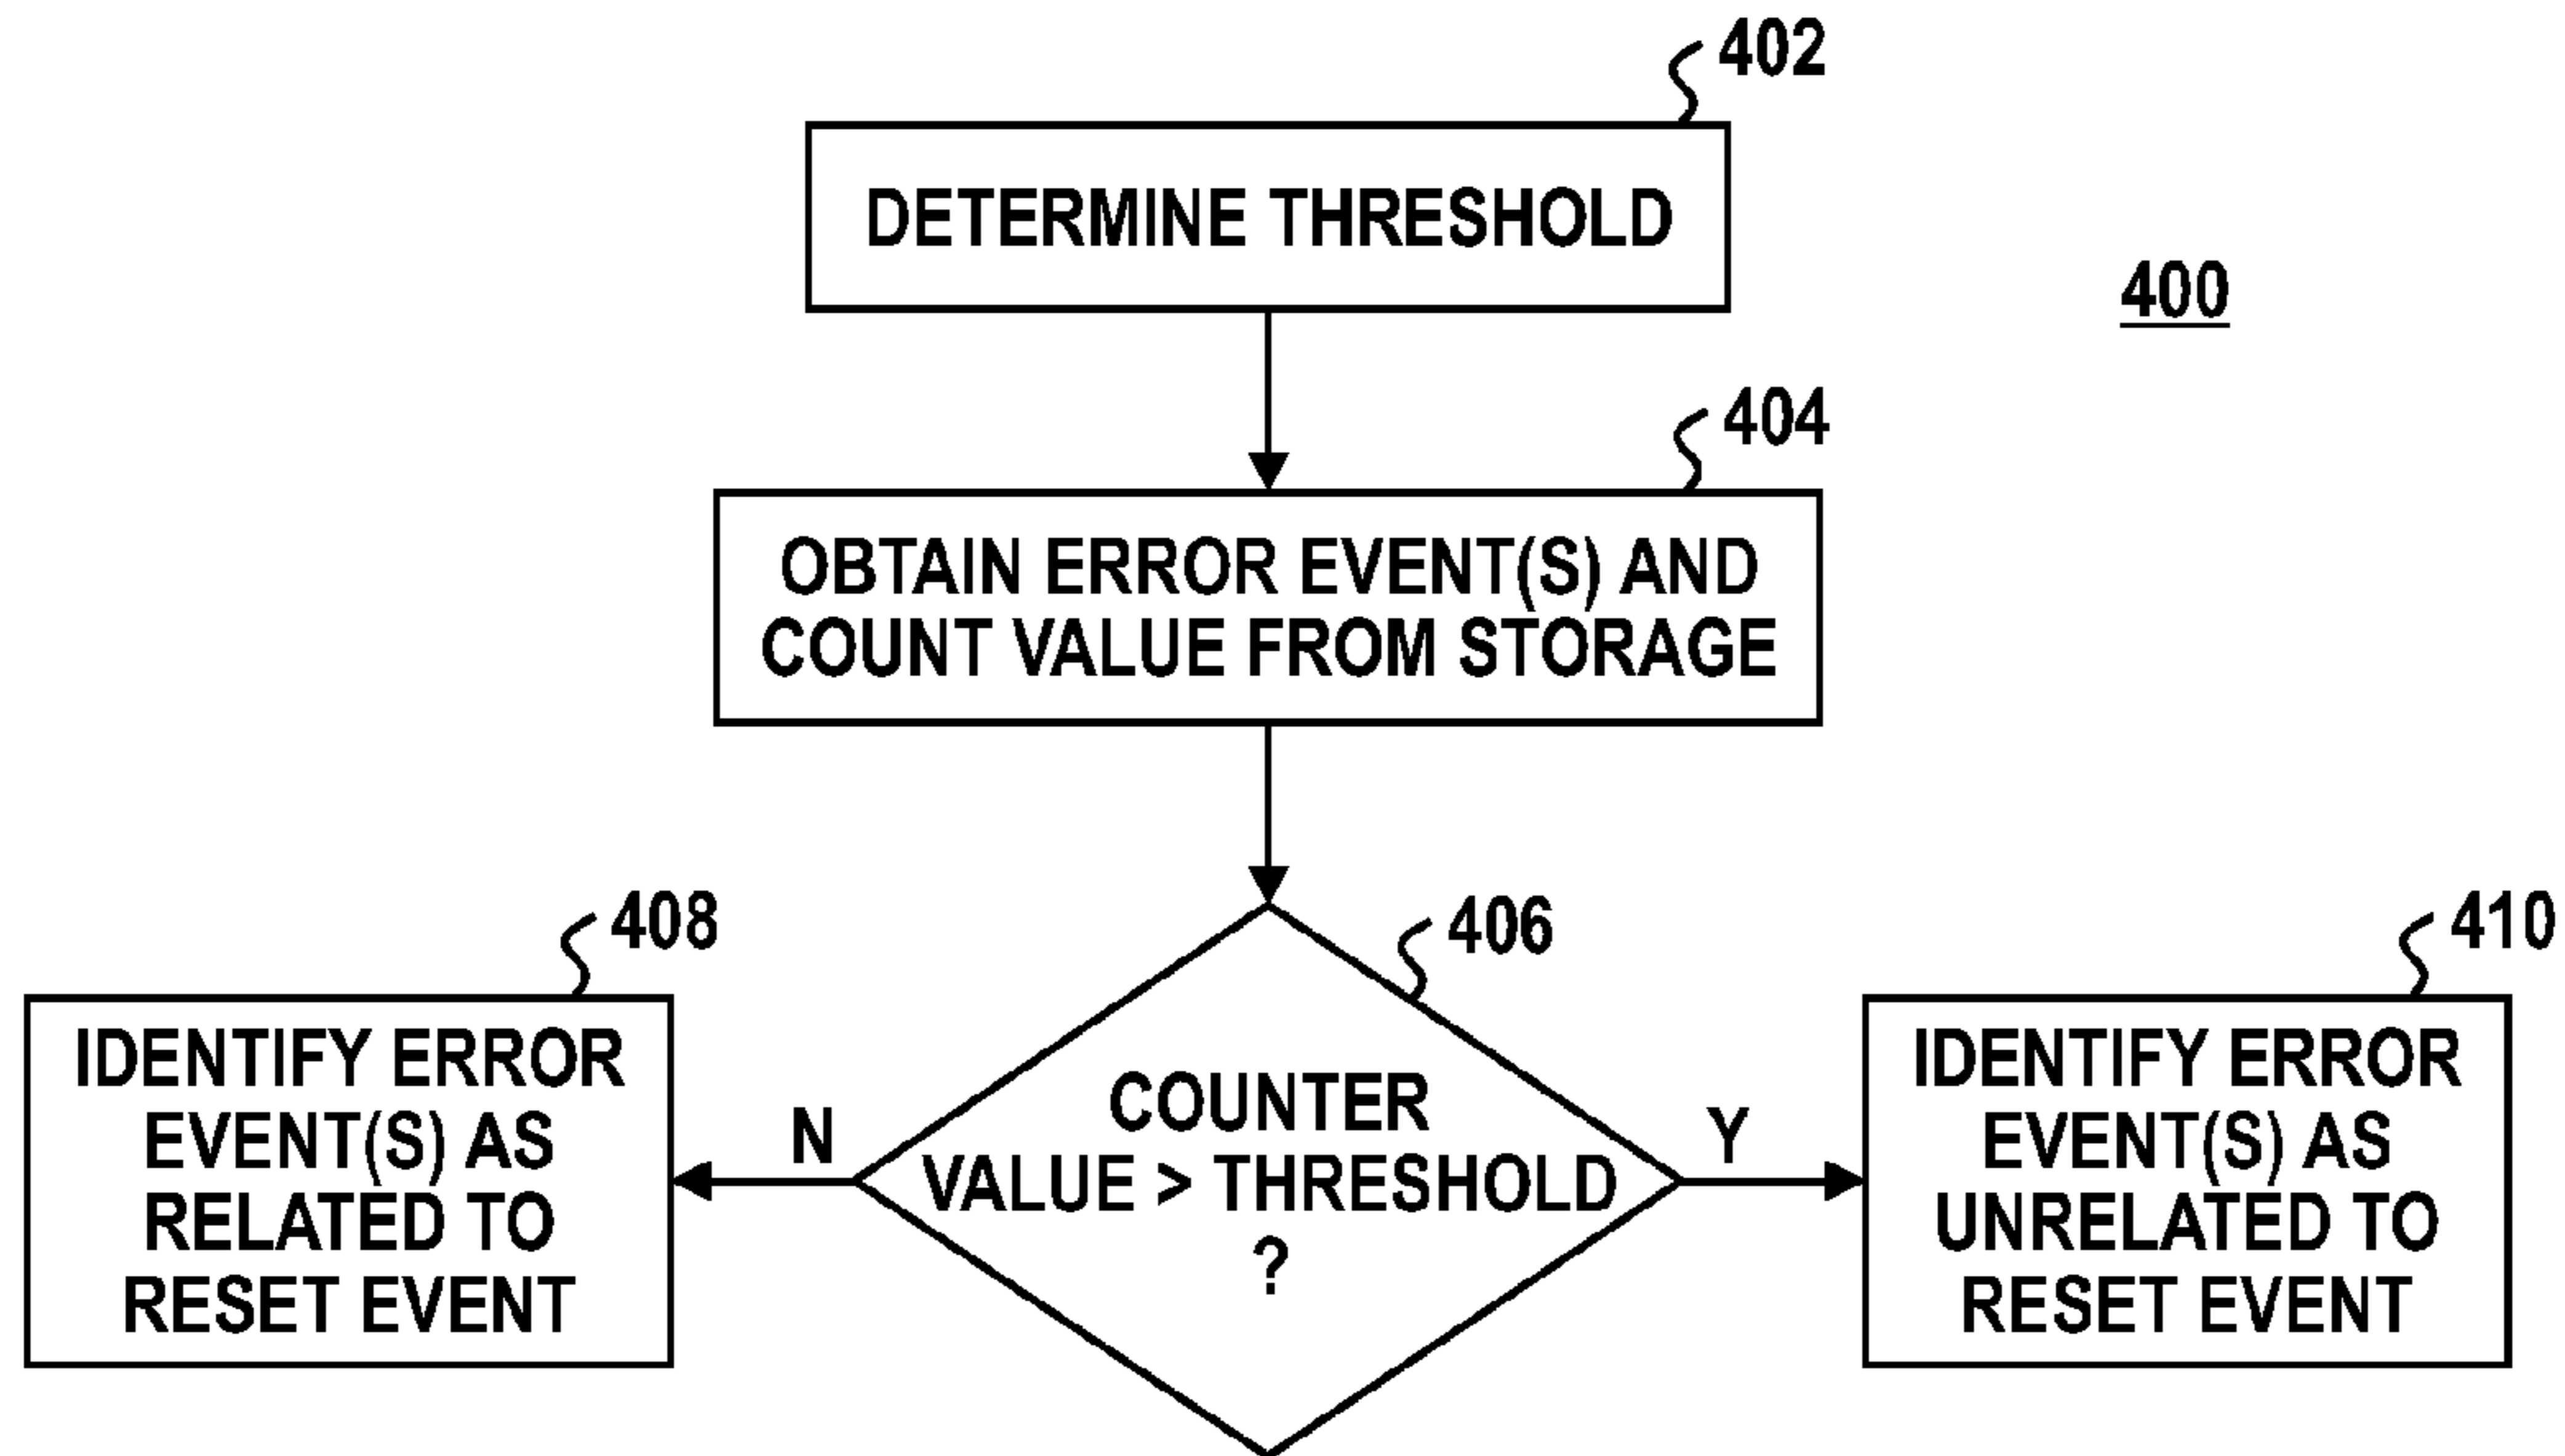 402
DETERMINE THRESHOLD
400
404
OBTAIN ERROR EVENT(S) AND
COUNT VALUE FROM STORAGE
408
IDENTIFY ERROR
EVENT(S) AS
RELATED TO
RESET EVENT
N
406
COUNTER
VALUE > THRESHOLD
?
Y
410
IDENTIFY ERROR
EVENT(S) AS
UNRELATED TO
RESET EVENT